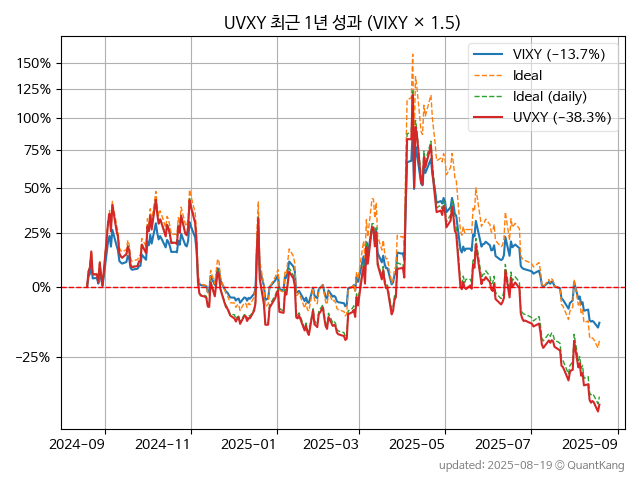 UVXY 최근 1년 성과 (VIXY × 1.5)
VIXY (−13.7%)
Ideal
Ideal (daily)
UVXY (−38.3%)
150%
125%
100%
75%
50%
25%
0%
−25%
2024-09 2024-11 2025-01 2025-03 2025-05 2025-07 2025-09
updated: 2025-08-19 © QuantKang